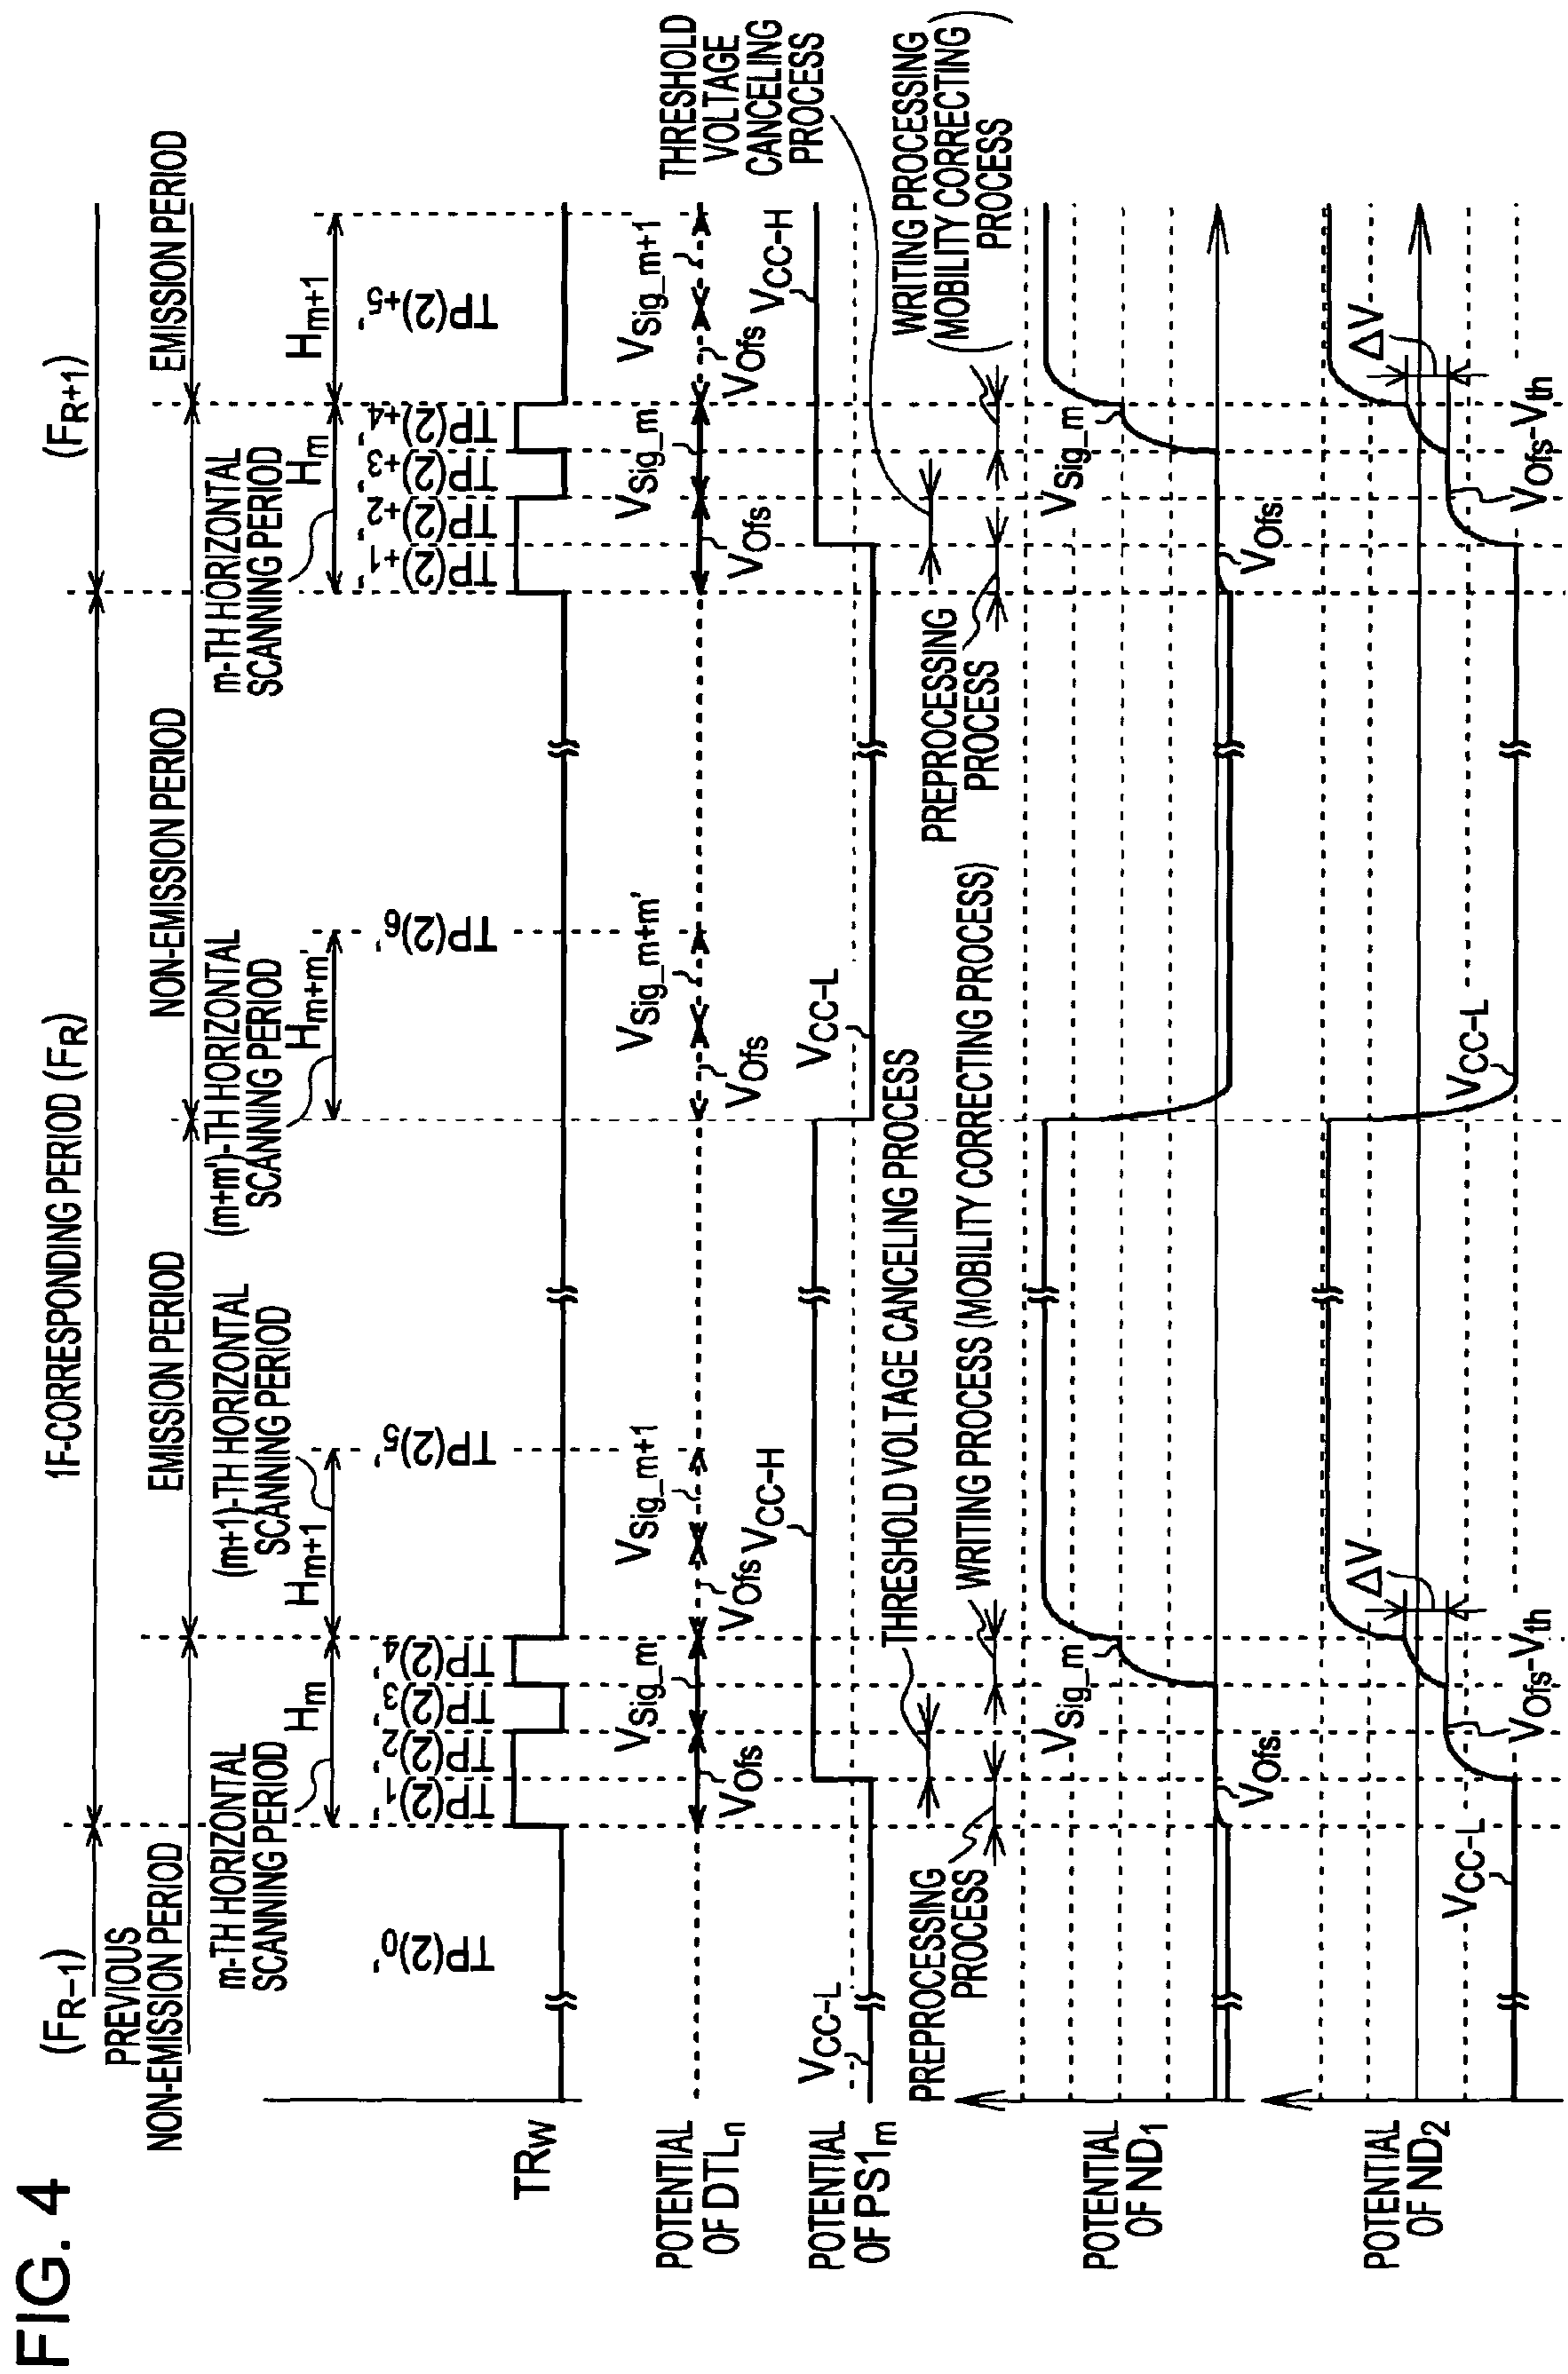 FIG. 4
(FR-1)
1F-CORRESPONDING PERIOD (FR)
(FR+1)
PREVIOUS
NON-EMISSION PERIOD
EMISSION PERIOD
NON-EMISSION PERIOD
EMISSION PERIOD
m-TH HORIZONTAL
SCANNING PERIOD
(m+1)-TH HORIZONTAL
SCANNING PERIOD
(m+m')-TH HORIZONTAL
SCANNING PERIOD
m-TH HORIZONTAL
SCANNING PERIOD
Hm
Hm+1
Hm+m'
Hm
Hm+1
TP(2)0'
TP(2)1'
TP(2)2'
TP(2)3'
TP(2)4'
TP(2)5'
TP(2)6'
TP(2)+1'
TP(2)+2'
TP(2)+3'
TP(2)+4'
TP(2)+5'
TRW
VSig_m
VSig_m+1
VSig_m+m'
VSig_m
VSig_m+1
POTENTIAL
OF DTLn
VOfs
VOfs
VOfs
VOfs
VOfs
THRESHOLD
VOLTAGE
CANCELING
PROCESS
POTENTIAL
OF PS1m
VCC-L
VCC-H
VCC-L
VCC-H
THRESHOLD VOLTAGE CANCELING PROCESS
PREPROCESSING
PROCESS
WRITING PROCESS (MOBILITY CORRECTING PROCESS)
PREPROCESSING
PROCESS
WRITING PROCESSING
(MOBILITY CORRECTING
PROCESS)
POTENTIAL
OF ND1
VSig_m
VOfs
VSig_m
VOfs
POTENTIAL
OF ND2
VCC-L
ΔV
VOfs-Vth
VCC-L
ΔV
VOfs-Vth